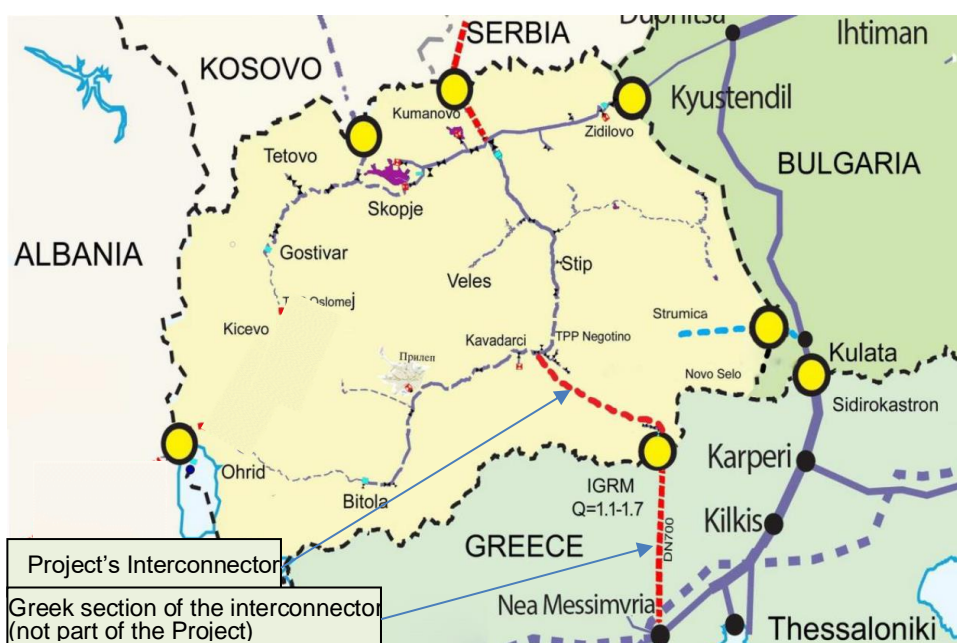 Dupnitsa
SERBIA
Ihtiman
KOSOVO
Kumanovo
Kyustendil
Zidilovo
Tetovo
BULGARIA
Skopje
ALBANIA
Gostivar
Stip
Veles
Oslomej
Strumica
Kicevo
Kavadarci
TPP Negotino
Прилеп
Kulata
Novo Selo
Sidirokastron
Ohrid
Karperi
Bitola
IGRM
Q=1.1-1.7
Kilkis
DN700
GREECE
Project's Interconnector
Greek section of the interconnector
(not part of the Project)
Nea Messimvria
Thessaloniki